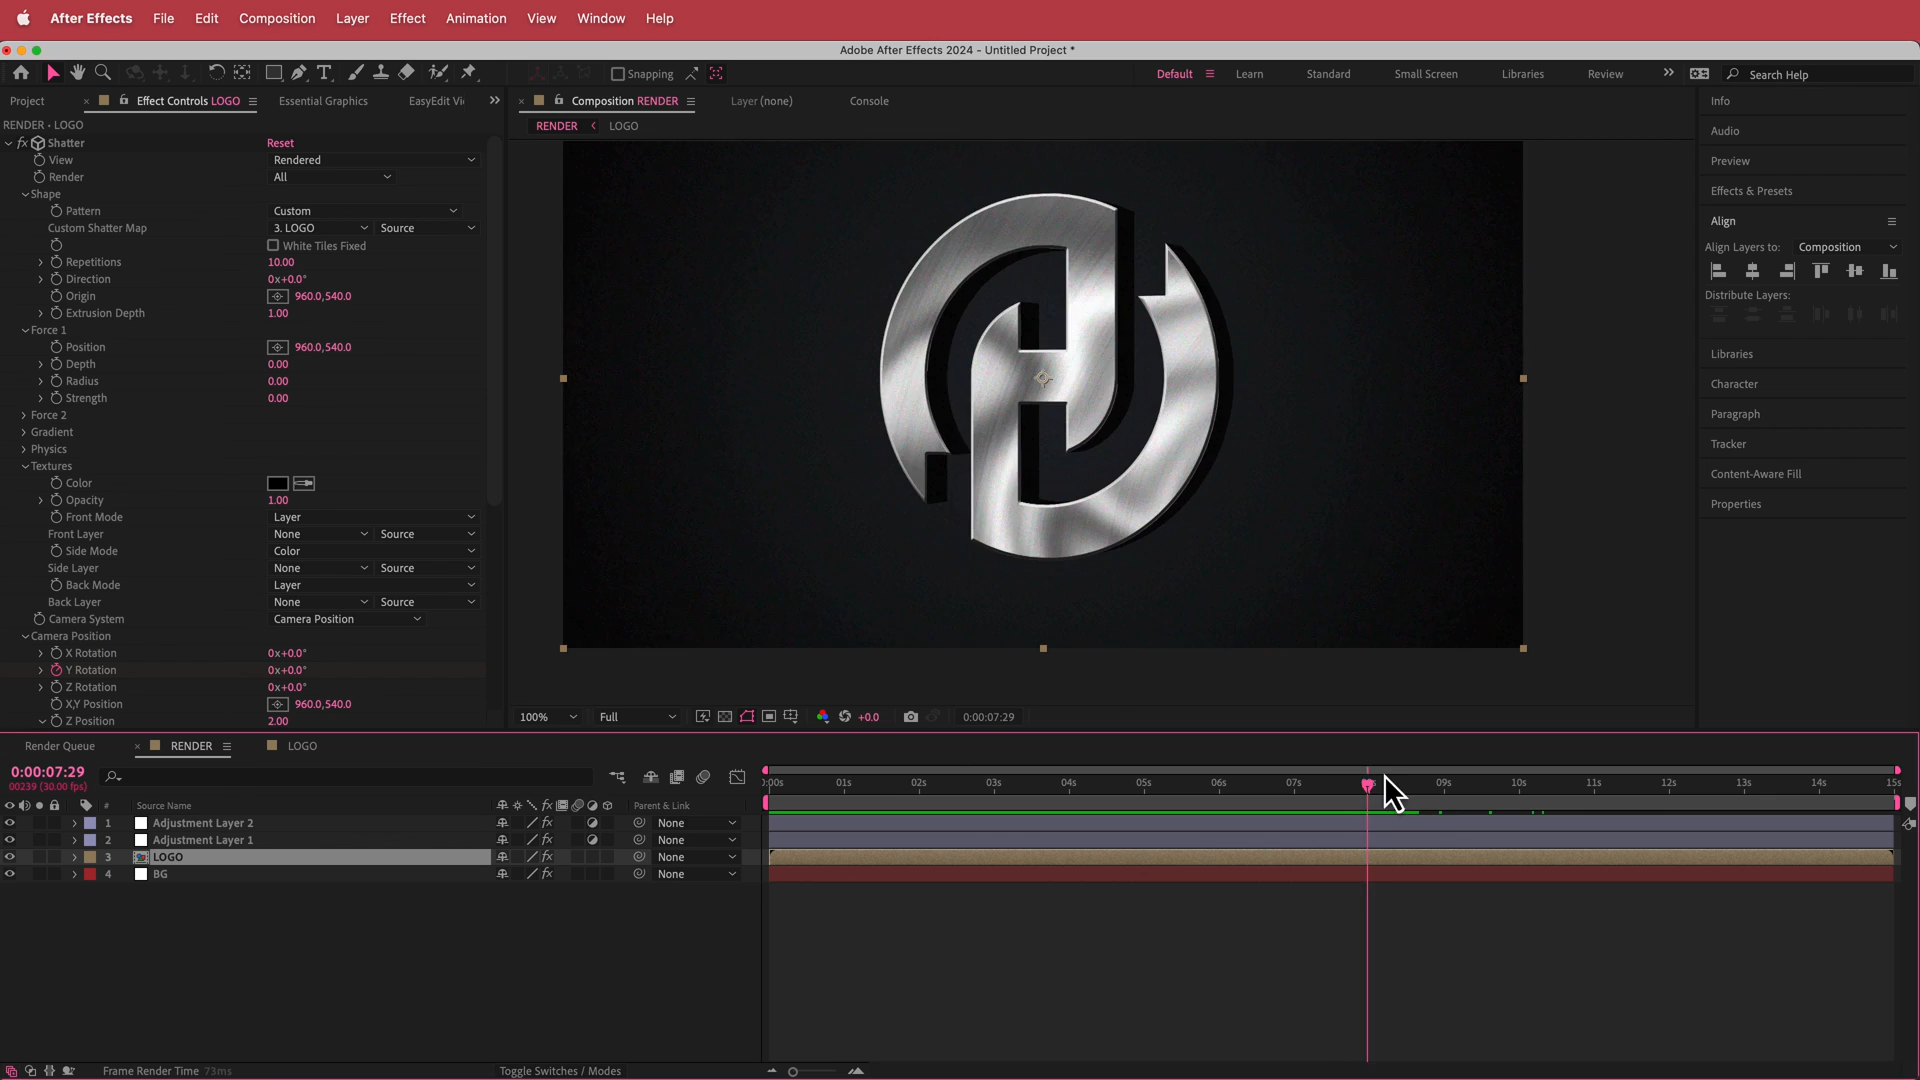 After Effects File Edit Composition Layer Effect Animation View Window Help
Adobe After Effects 2024 - Untitled Project *
Snapping Default Learn Standard Small Screen Libraries Review Search Help
Project Effect Controls LOGO Essential Graphics EasyEdit Vi
Composition RENDER Layer (none) Console
RENDER • LOGO
RENDER LOGO
fx Shatter Reset
View Rendered
Render All
Shape
Pattern Custom
Custom Shatter Map 3. LOGO Source
White Tiles Fixed
Repetitions 10.00
Direction 0x+0.0°
Origin 960.0,540.0
Extrusion Depth 1.00
Force 1
Position 960.0,540.0
Depth 0.00
Radius 0.00
Strength 0.00
Force 2
Gradient
Physics
Textures
Color
Opacity 1.00
Front Mode Layer
Front Layer None Source
Side Mode Color
Side Layer None Source
Back Mode Layer
Back Layer None Source
Camera System Camera Position
Camera Position
X Rotation 0x+0.0°
Y Rotation 0x+0.0°
Z Rotation 0x+0.0°
X,Y Position 960.0,540.0
Z Position 2.00
100% Full +0.0 0:00:07:29
Info
Audio
Preview
Effects & Presets
Align
Align Layers to: Composition
Distribute Layers:
Libraries
Character
Paragraph
Tracker
Content-Aware Fill
Properties
Render Queue RENDER LOGO
0:00:07:29
00239 (30.00 fps)
01s 02s 03s 04s 05s 06s 07s 09s 10s 11s 12s 13s 14s 15s
# Source Name fx Parent & Link
1 Adjustment Layer 2 fx None
2 Adjustment Layer 1 fx None
3 LOGO fx None
4 BG fx None
Frame Render Time 73ms Toggle Switches / Modes